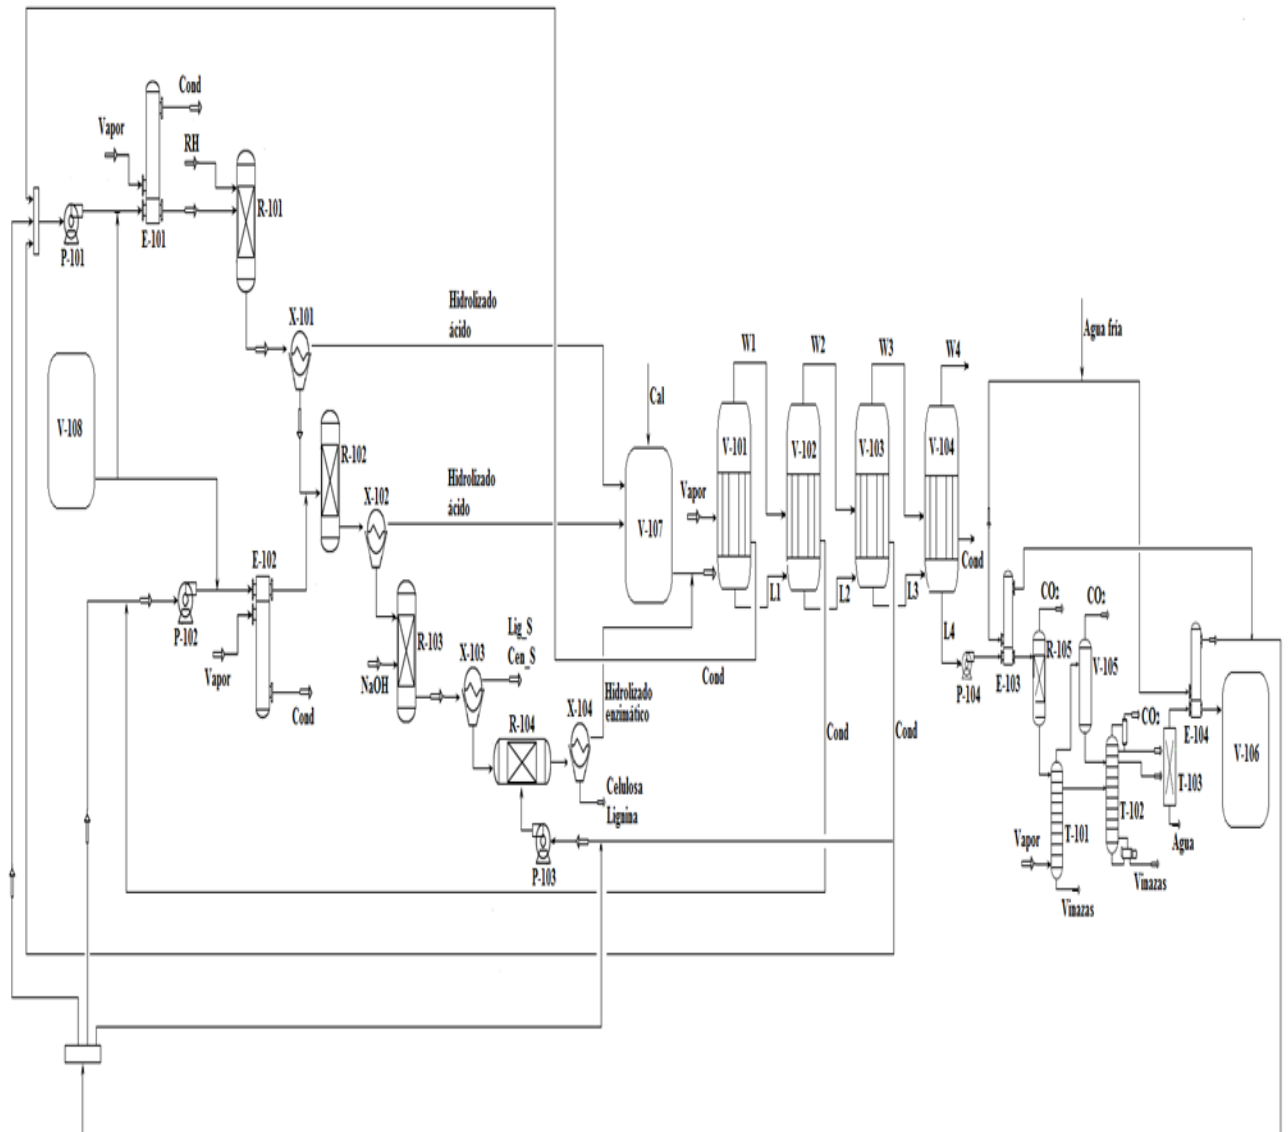 Cond
Vapor
RH
R-101
P-101
E-101
X-101
Hidrolizado
ácido
V-108
R-102
X-102
Hidrolizado
ácido
Cal
V-107
Vapor
W1
W2
W3
W4
V-101
V-102
V-103
V-104
L1
L2
L3
L4
Cond
Agua fría
E-102
P-102
Vapor
Cond
R-103
NaOH
X-103
Lig_S
Cen_S
Hidrolizado
enzimático
X-104
R-104
Celulosa
Lignina
P-103
Cond
Cond
Cond
P-104
E-103
CO₂
R-105
CO₂
V-105
CO₂
E-104
V-106
T-103
Agua
T-102
T-101
Vapor
Vinazas
Vinazas